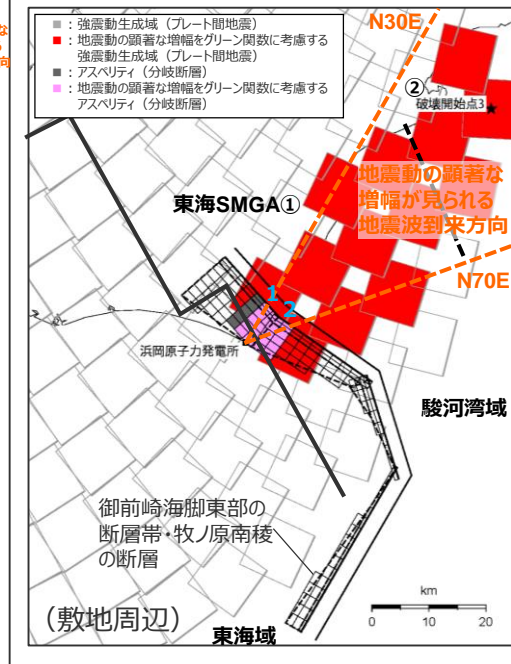 な
向
■：強震動生成域（プレート間地震）
■：地震動の顕著な増幅をグリーン関数に考慮する
強震動生成域（プレート間地震）
■：アスペリティ（分岐断層）
■：地震動の顕著な増幅をグリーン関数に考慮する
アスペリティ（分岐断層）
N30E
②
破壊開始点3
★
地震動の顕著な
増幅が見られる
地震波到来方向
東海SMGA①
N70E
1
2
浜岡原子力発電所
駿河湾域
御前崎海脚東部の
断層帯・牧ノ原南稜
の断層
（敷地周辺）
東海域
km
0 10 20